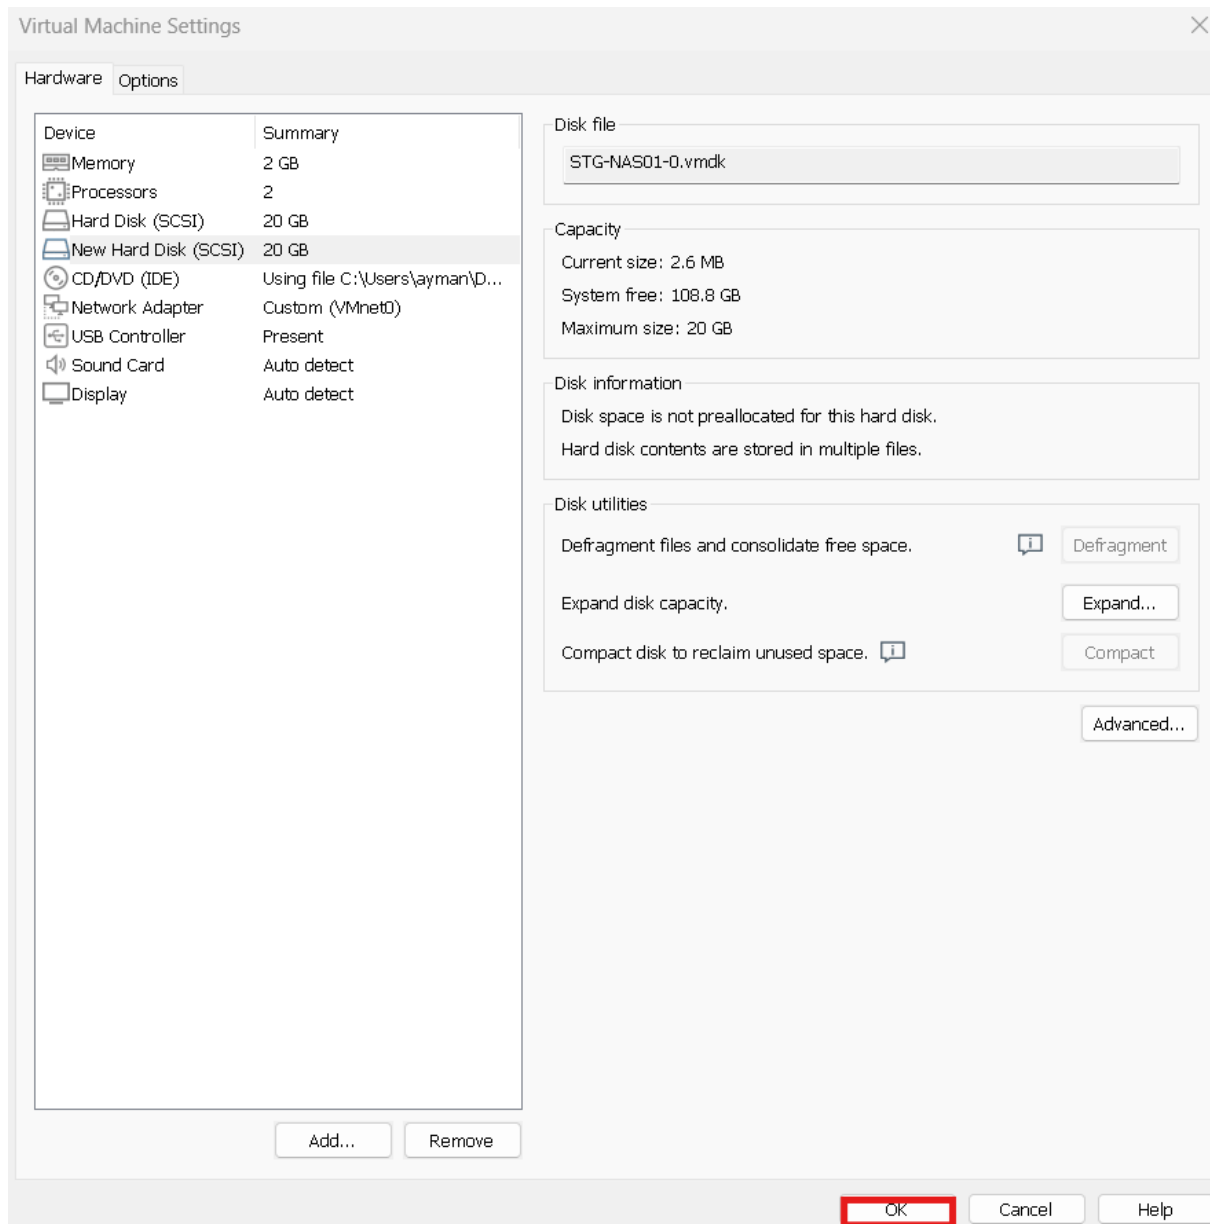 Virtual Machine Settings
Hardware Options
Device Summary
Memory 2 GB
Processors 2
Hard Disk (SCSI) 20 GB
New Hard Disk (SCSI) 20 GB
CD/DVD (IDE) Using file C:\Users\ayman\D...
Network Adapter Custom (VMnet0)
USB Controller Present
Sound Card Auto detect
Display Auto detect
Add... Remove
Disk file
STG-NAS01-0.vmdk
Capacity
Current size: 2.6 MB
System free: 108.8 GB
Maximum size: 20 GB
Disk information
Disk space is not preallocated for this hard disk.
Hard disk contents are stored in multiple files.
Disk utilities
Defragment files and consolidate free space. Defragment
Expand disk capacity. Expand...
Compact disk to reclaim unused space. Compact
Advanced...
OK Cancel Help